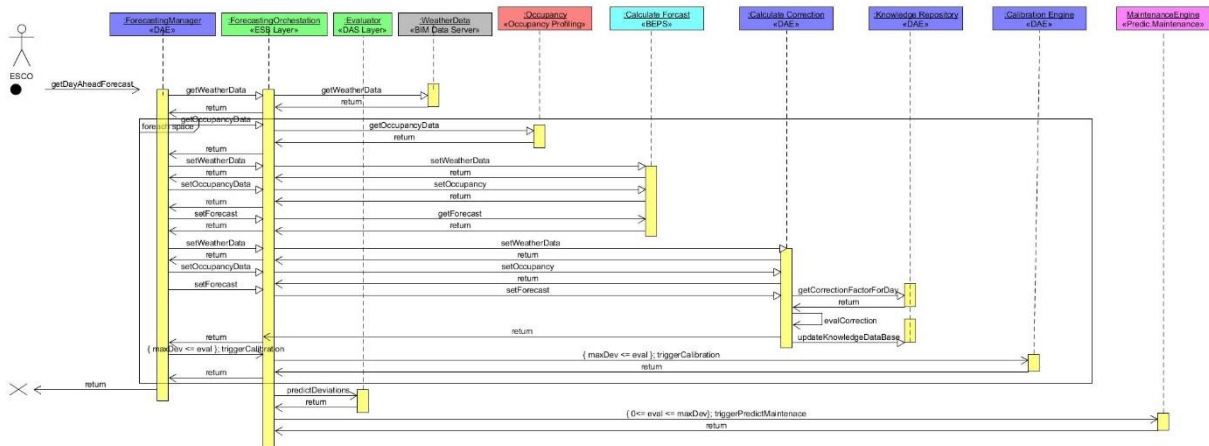 :ForecastingManager
«DAE»
:ForecastingOrchestation
«ESB Layer»
:Evaluator
«DAS Layer»
:WeatherData
«BIM Data Server»
:Occupancy
«Occupancy Profiling»
:Calculate Forcast
«BEPS»
:Calculate Correction
«DAE»
:Knowledge Repository
«DAE»
:Calibration Engine
«DAE»
MaintenanceEngine
«Predic.Maintenance»
ESCO
getDayAheadForecast
getWeatherData
getWeatherData
return
return
foreach space
getOccupancyData
getOccupancyData
return
return
setWeatherData
setWeatherData
return
return
setOccupancyData
setOccupancy
return
return
setForecast
getForecast
return
return
setWeatherData
setWeatherData
return
return
setOccupancyData
setOccupancy
return
return
setForecast
setForecast
getCorrectionFactorForDay
return
evalCorrection
return
return
updateKnowledgeDataBase
{ maxDev <= eval }; triggerCalibration
{ maxDev <= eval }; triggerCalibration
return
return
return
predictDeviations
return
{ 0<= eval <= maxDev}; triggerPredictMaintenace
return